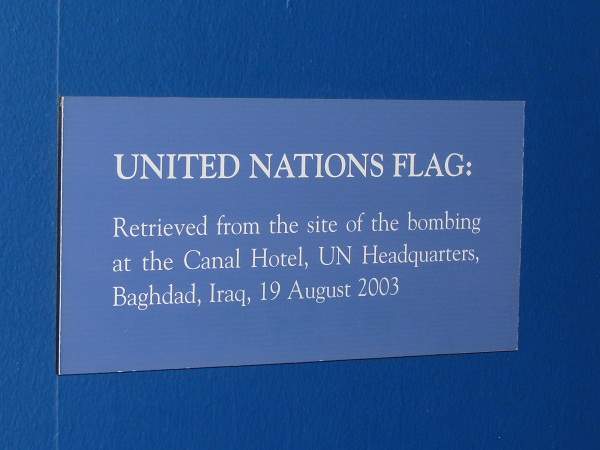 UNITED NATIONS FLAG:
Retrieved from the site of the bombing
at the Canal Hotel, UN Headquarters,
Baghdad, Iraq, 19 August 2003